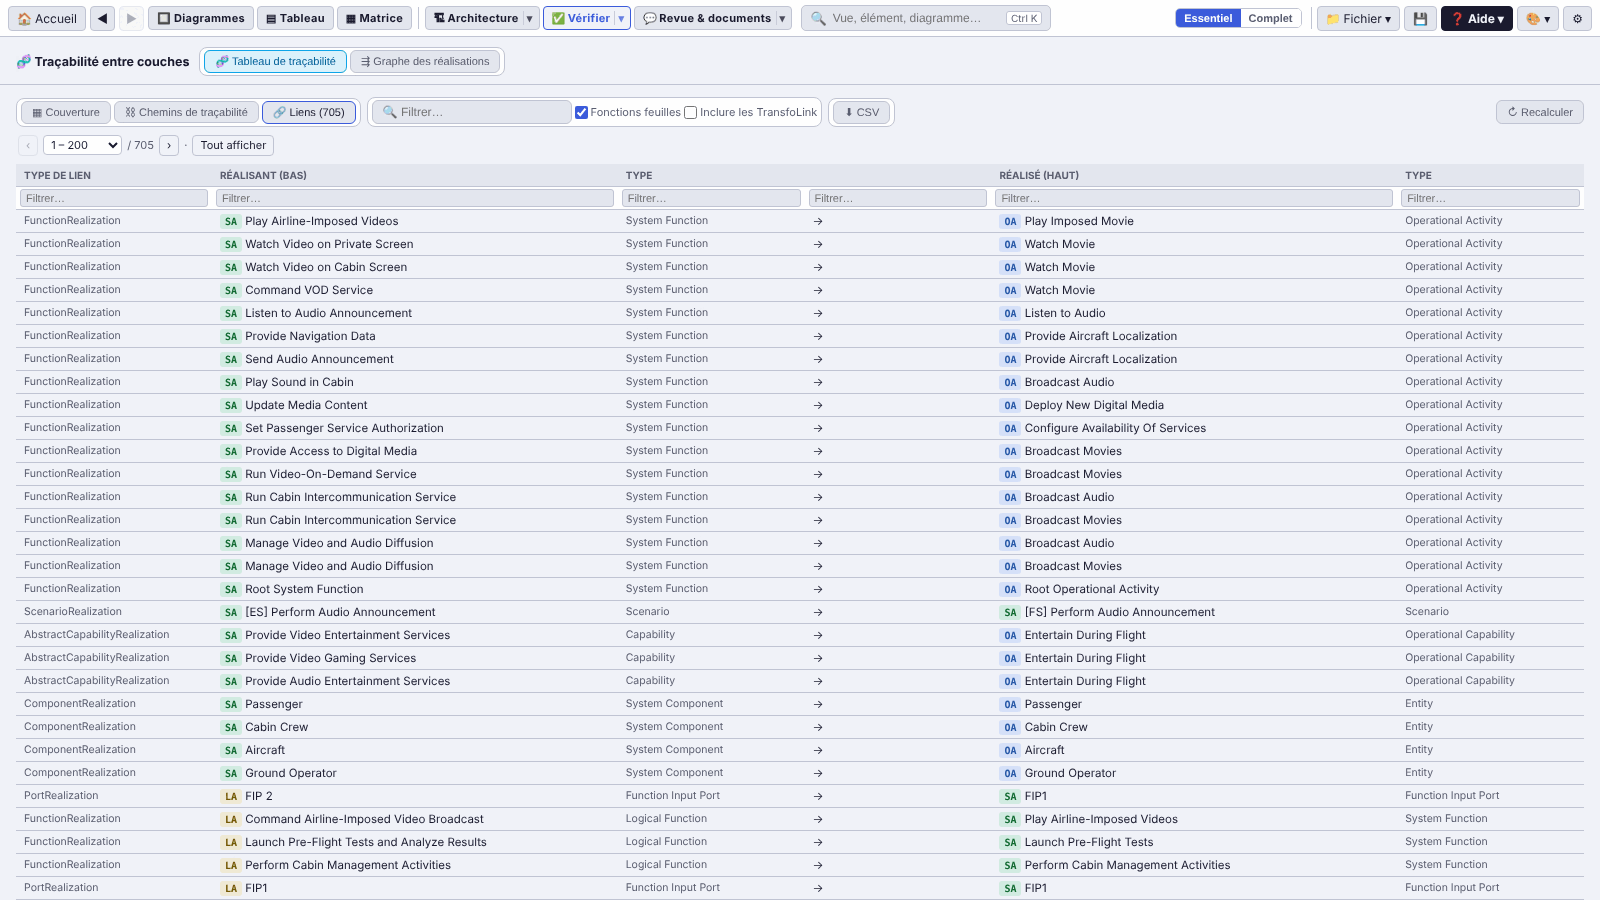 Accueil Diagrammes Tableau Matrice Architecture Vérifier Revue & documents Vue, élément, diagramme… Ctrl K Essentiel Complet Fichier Aide
Traçabilité entre couches Tableau de traçabilité Graphe des réalisations
Couverture Chemins de traçabilité Liens (705) Filtrer… Fonctions feuilles Inclure les TransfoLink CSV Recalculer
‹ 1 – 200 / 705 › · Tout afficher
TYPE DE LIEN RÉALISANT (BAS) TYPE RÉALISÉ (HAUT) TYPE
Filtrer… Filtrer… Filtrer… Filtrer… Filtrer… Filtrer…
FunctionRealization SA Play Airline-Imposed Videos System Function → OA Play Imposed Movie Operational Activity
FunctionRealization SA Watch Video on Private Screen System Function → OA Watch Movie Operational Activity
FunctionRealization SA Watch Video on Cabin Screen System Function → OA Watch Movie Operational Activity
FunctionRealization SA Command VOD Service System Function → OA Watch Movie Operational Activity
FunctionRealization SA Listen to Audio Announcement System Function → OA Listen to Audio Operational Activity
FunctionRealization SA Provide Navigation Data System Function → OA Provide Aircraft Localization Operational Activity
FunctionRealization SA Send Audio Announcement System Function → OA Provide Aircraft Localization Operational Activity
FunctionRealization SA Play Sound in Cabin System Function → OA Broadcast Audio Operational Activity
FunctionRealization SA Update Media Content System Function → OA Deploy New Digital Media Operational Activity
FunctionRealization SA Set Passenger Service Authorization System Function → OA Configure Availability Of Services Operational Activity
FunctionRealization SA Provide Access to Digital Media System Function → OA Broadcast Movies Operational Activity
FunctionRealization SA Run Video-On-Demand Service System Function → OA Broadcast Movies Operational Activity
FunctionRealization SA Run Cabin Intercommunication Service System Function → OA Broadcast Audio Operational Activity
FunctionRealization SA Run Cabin Intercommunication Service System Function → OA Broadcast Movies Operational Activity
FunctionRealization SA Manage Video and Audio Diffusion System Function → OA Broadcast Audio Operational Activity
FunctionRealization SA Manage Video and Audio Diffusion System Function → OA Broadcast Movies Operational Activity
FunctionRealization SA Root System Function System Function → OA Root Operational Activity Operational Activity
ScenarioRealization SA [ES] Perform Audio Announcement Scenario → SA [FS] Perform Audio Announcement Scenario
AbstractCapabilityRealization SA Provide Video Entertainment Services Capability → OA Entertain During Flight Operational Capability
AbstractCapabilityRealization SA Provide Video Gaming Services Capability → OA Entertain During Flight Operational Capability
AbstractCapabilityRealization SA Provide Audio Entertainment Services Capability → OA Entertain During Flight Operational Capability
ComponentRealization SA Passenger System Component → OA Passenger Entity
ComponentRealization SA Cabin Crew System Component → OA Cabin Crew Entity
ComponentRealization SA Aircraft System Component → OA Aircraft Entity
ComponentRealization SA Ground Operator System Component → OA Ground Operator Entity
PortRealization LA FIP 2 Function Input Port → SA FIP1 Function Input Port
FunctionRealization LA Command Airline-Imposed Video Broadcast Logical Function → SA Play Airline-Imposed Videos System Function
FunctionRealization LA Launch Pre-Flight Tests and Analyze Results Logical Function → SA Launch Pre-Flight Tests System Function
FunctionRealization LA Perform Cabin Management Activities Logical Function → SA Perform Cabin Management Activities System Function
PortRealization LA FIP1 Function Input Port → SA FIP1 Function Input Port